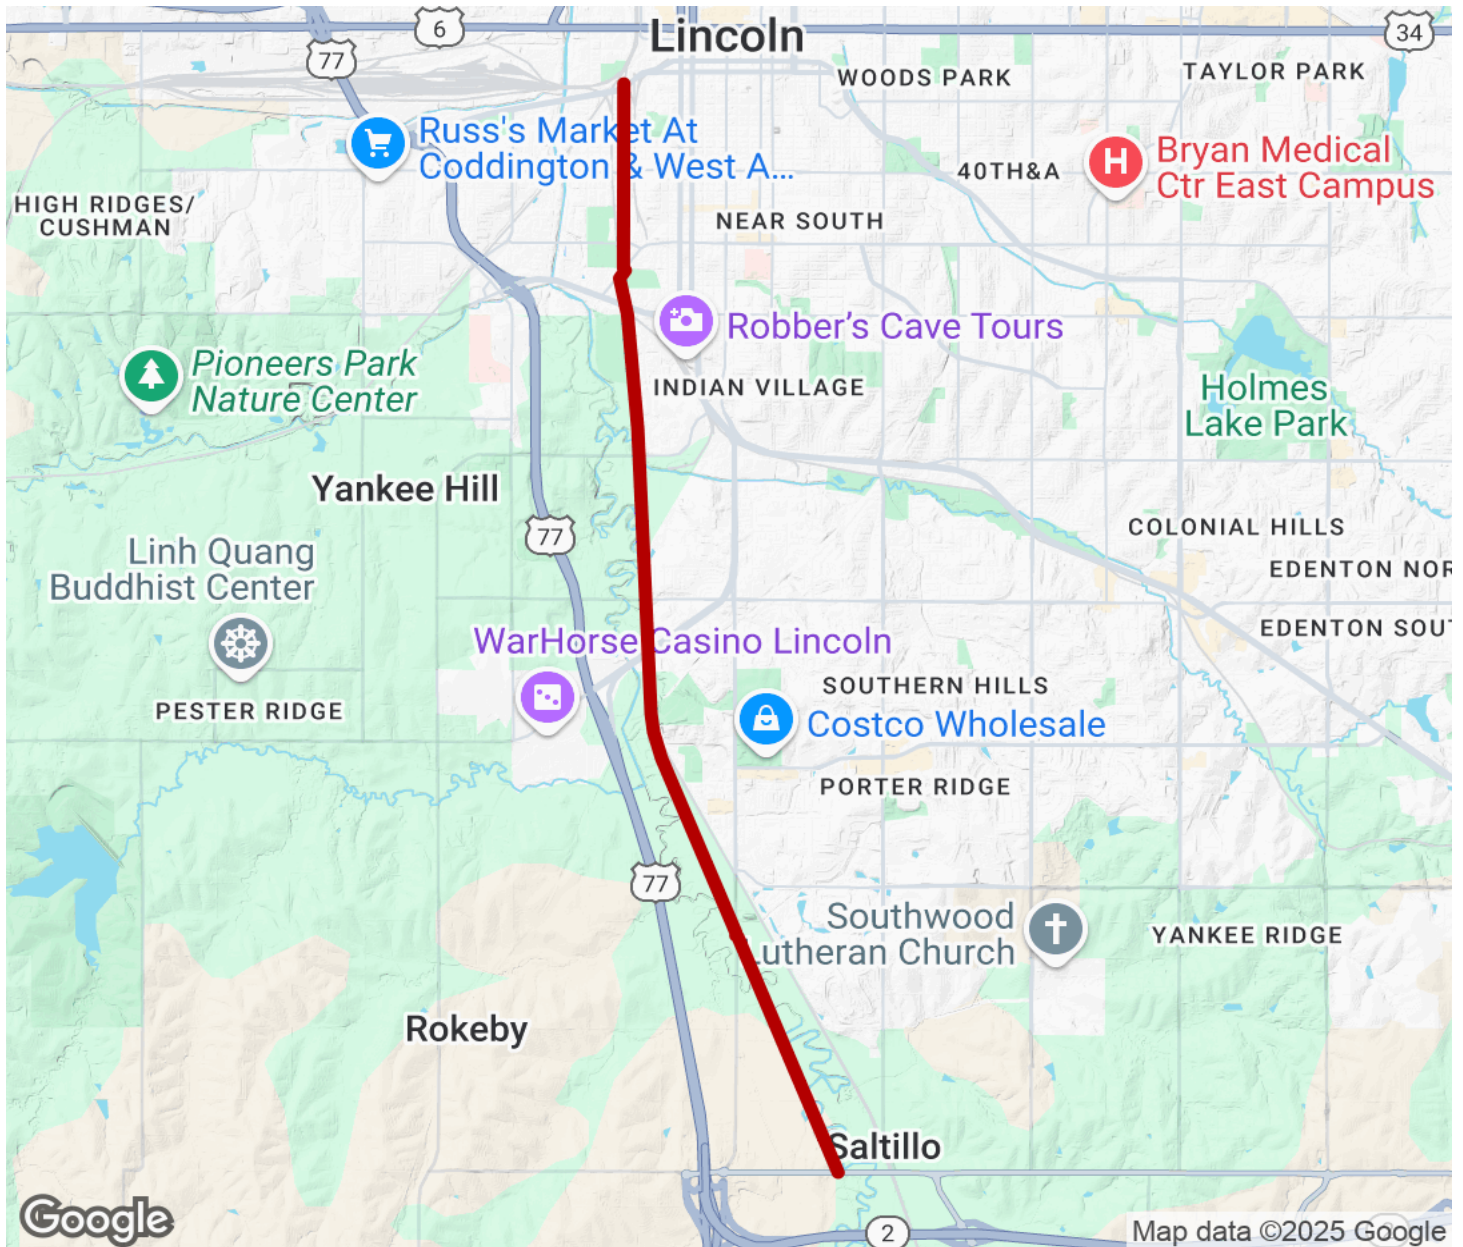 6
Lincoln
34
77
WOODS PARK
TAYLOR PARK
Russ's Market At
Coddington & West A...
40TH&A
Bryan Medical
Ctr East Campus
HIGH RIDGES/
CUSHMAN
NEAR SOUTH
Robber's Cave Tours
Pioneers Park
Nature Center
INDIAN VILLAGE
Holmes
Lake Park
Yankee Hill
77
COLONIAL HILLS
Linh Quang
Buddhist Center
EDENTON NOR
EDENTON SOU
WarHorse Casino Lincoln
SOUTHERN HILLS
PESTER RIDGE
Costco Wholesale
PORTER RIDGE
77
Southwood
Lutheran Church
YANKEE RIDGE
Rokeby
Saltillo
Google
2
Map data ©2025 Google